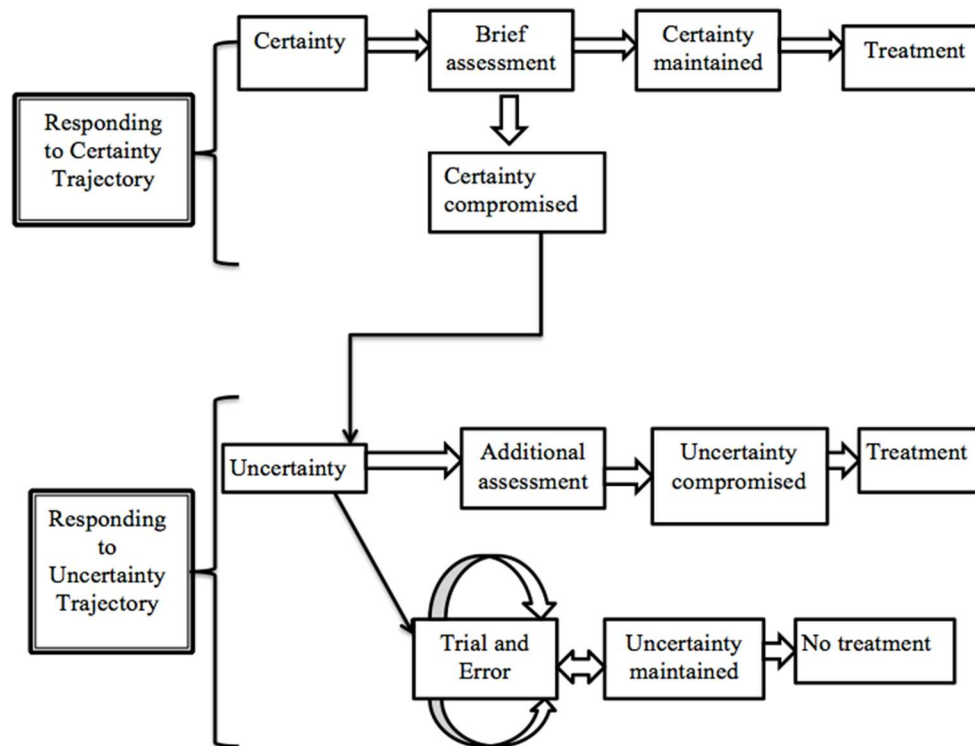 Certainty
Brief
assessment
Certainty
maintained
Treatment
Responding
to Certainty
Trajectory
Certainty
compromised
Uncertainty
Additional
assessment
Uncertainty
compromised
Treatment
Responding
to
Uncertainty
Trajectory
Trial and
Error
Uncertainty
maintained
No treatment